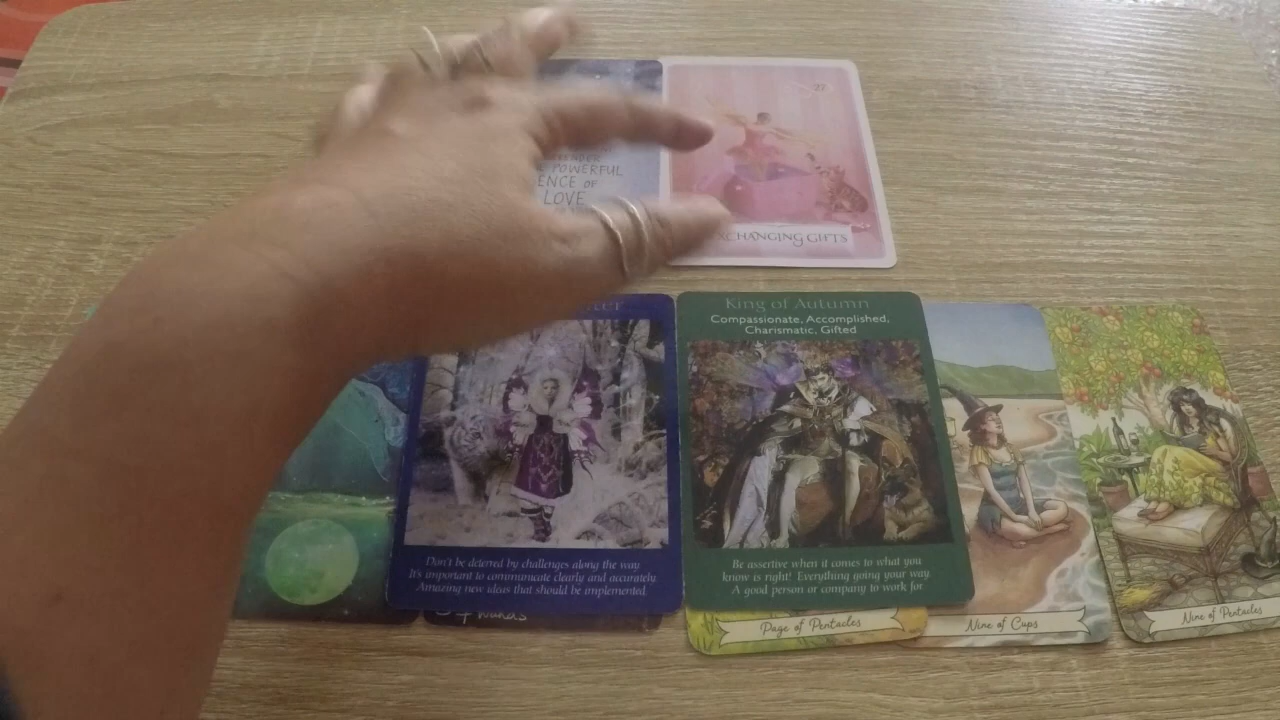 27
POWERFUL
ENCE OF
LOVE
XCHANGING GIFTS
King of Autumn
Compassionate, Accomplished,
Charismatic, Gifted
Don't be deterred by challenges along the way.
It's important to communicate clearly and accurately.
Amazing new ideas that should be implemented.
Be assertive when it comes to what you
know is right! Everything going your way.
A good person or company to work for.
wands
Page of Pentacles
Nine of Cups
Nine of Pentacles